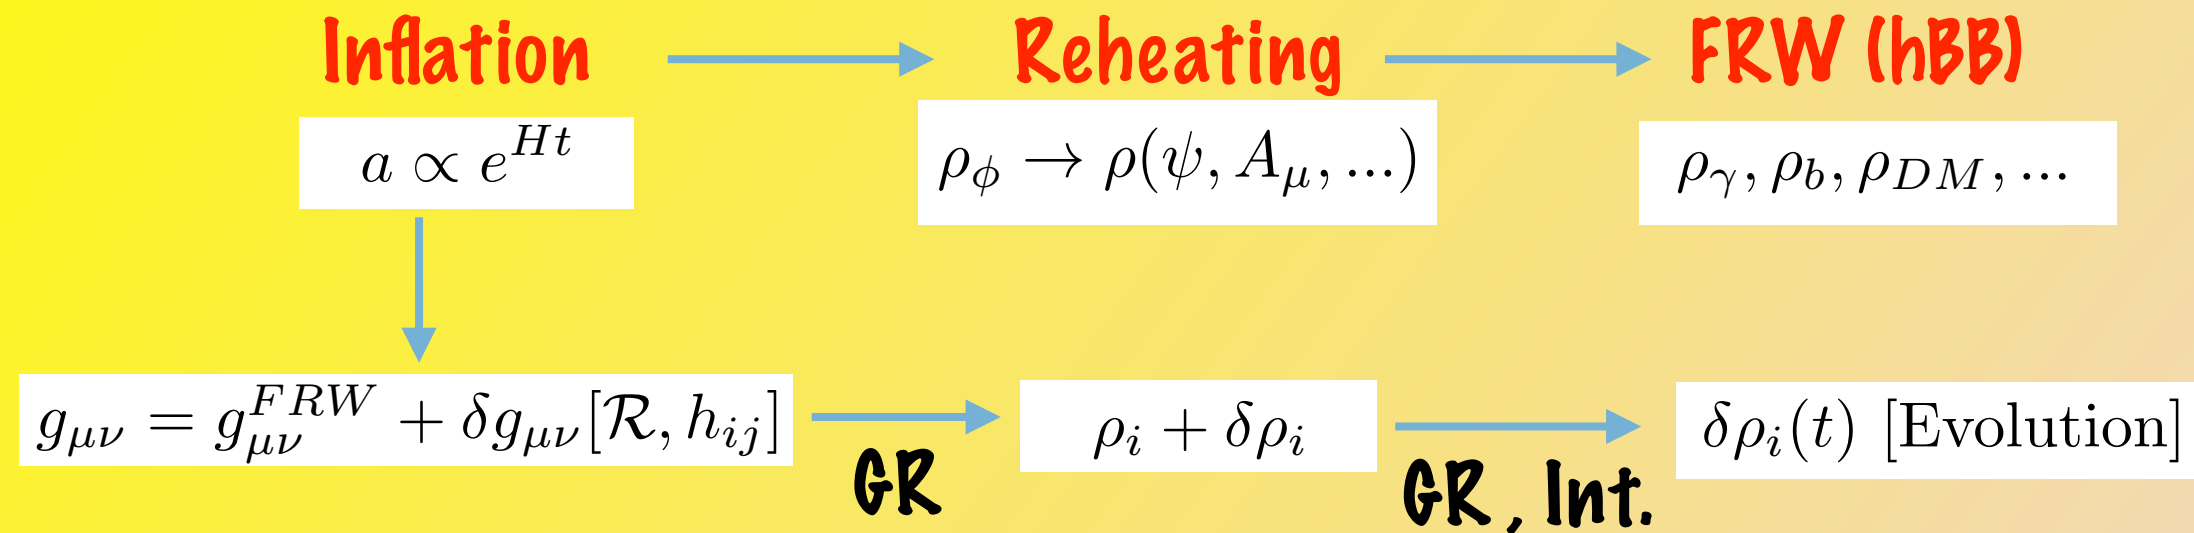 Inflation Reheating FRW (hBB)
a ∝ e^{Ht} ρ_ϕ → ρ(ψ, A_μ, ...) ρ_γ, ρ_b, ρ_{DM}, ...
g_{μν} = g_{μν}^{FRW} + δg_{μν}[ℛ, h_{ij}] ρ_i + δρ_i δρ_i(t) [Evolution]
GR GR, Int.